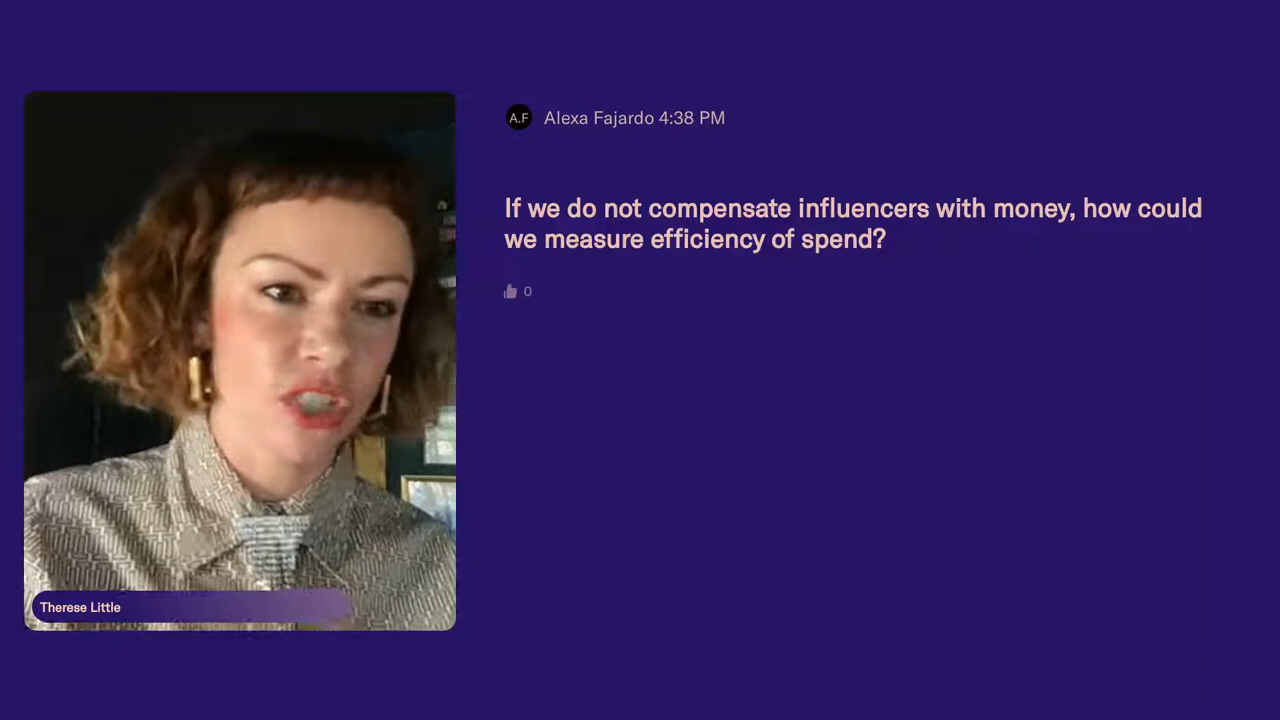 A.F Alexa Fajardo 4:38 PM
If we do not compensate influencers with money, how could
we measure efficiency of spend?
0
Therese Little